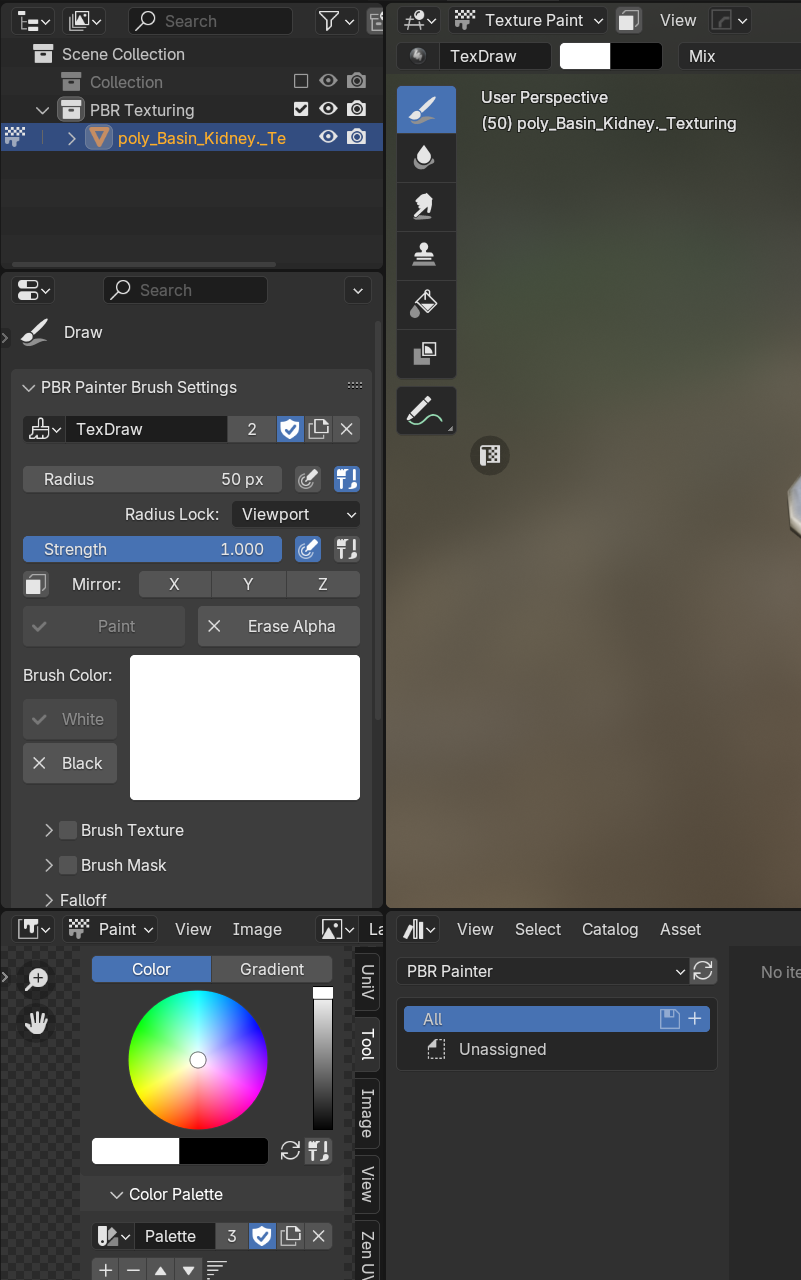 Search
Scene Collection
Collection
PBR Texturing
poly_Basin_Kidney._Te
Search
Draw
PBR Painter Brush Settings
TexDraw 2
Radius 50 px
Radius Lock: Viewport
Strength 1.000
Mirror: X Y Z
Paint Erase Alpha
Brush Color:
White
Black
Brush Texture
Brush Mask
Falloff
Texture Paint View
TexDraw Mix
User Perspective
(50) poly_Basin_Kidney._Texturing
Paint View Image La
Color Gradient
UniV
Tool
Image
View
Zen UV
Color Palette
Palette 3
View Select Catalog Asset
PBR Painter
No ite
All
Unassigned